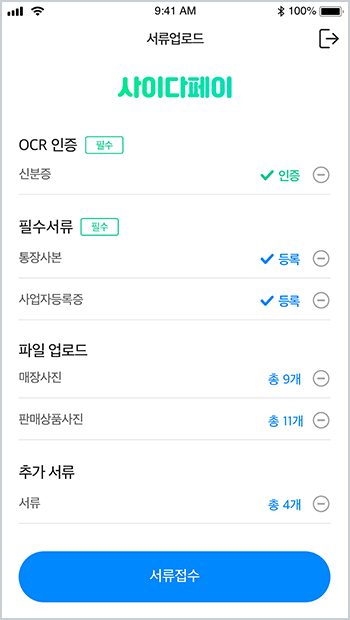 9:41 AM
100%
서류업로드
사이다페이
OCR 인증 필수
신분증 인증
필수서류 필수
통장사본 등록
사업자등록증 등록
파일 업로드
매장사진 총 9개
판매상품사진 총 11개
추가 서류
서류 총 4개
서류접수